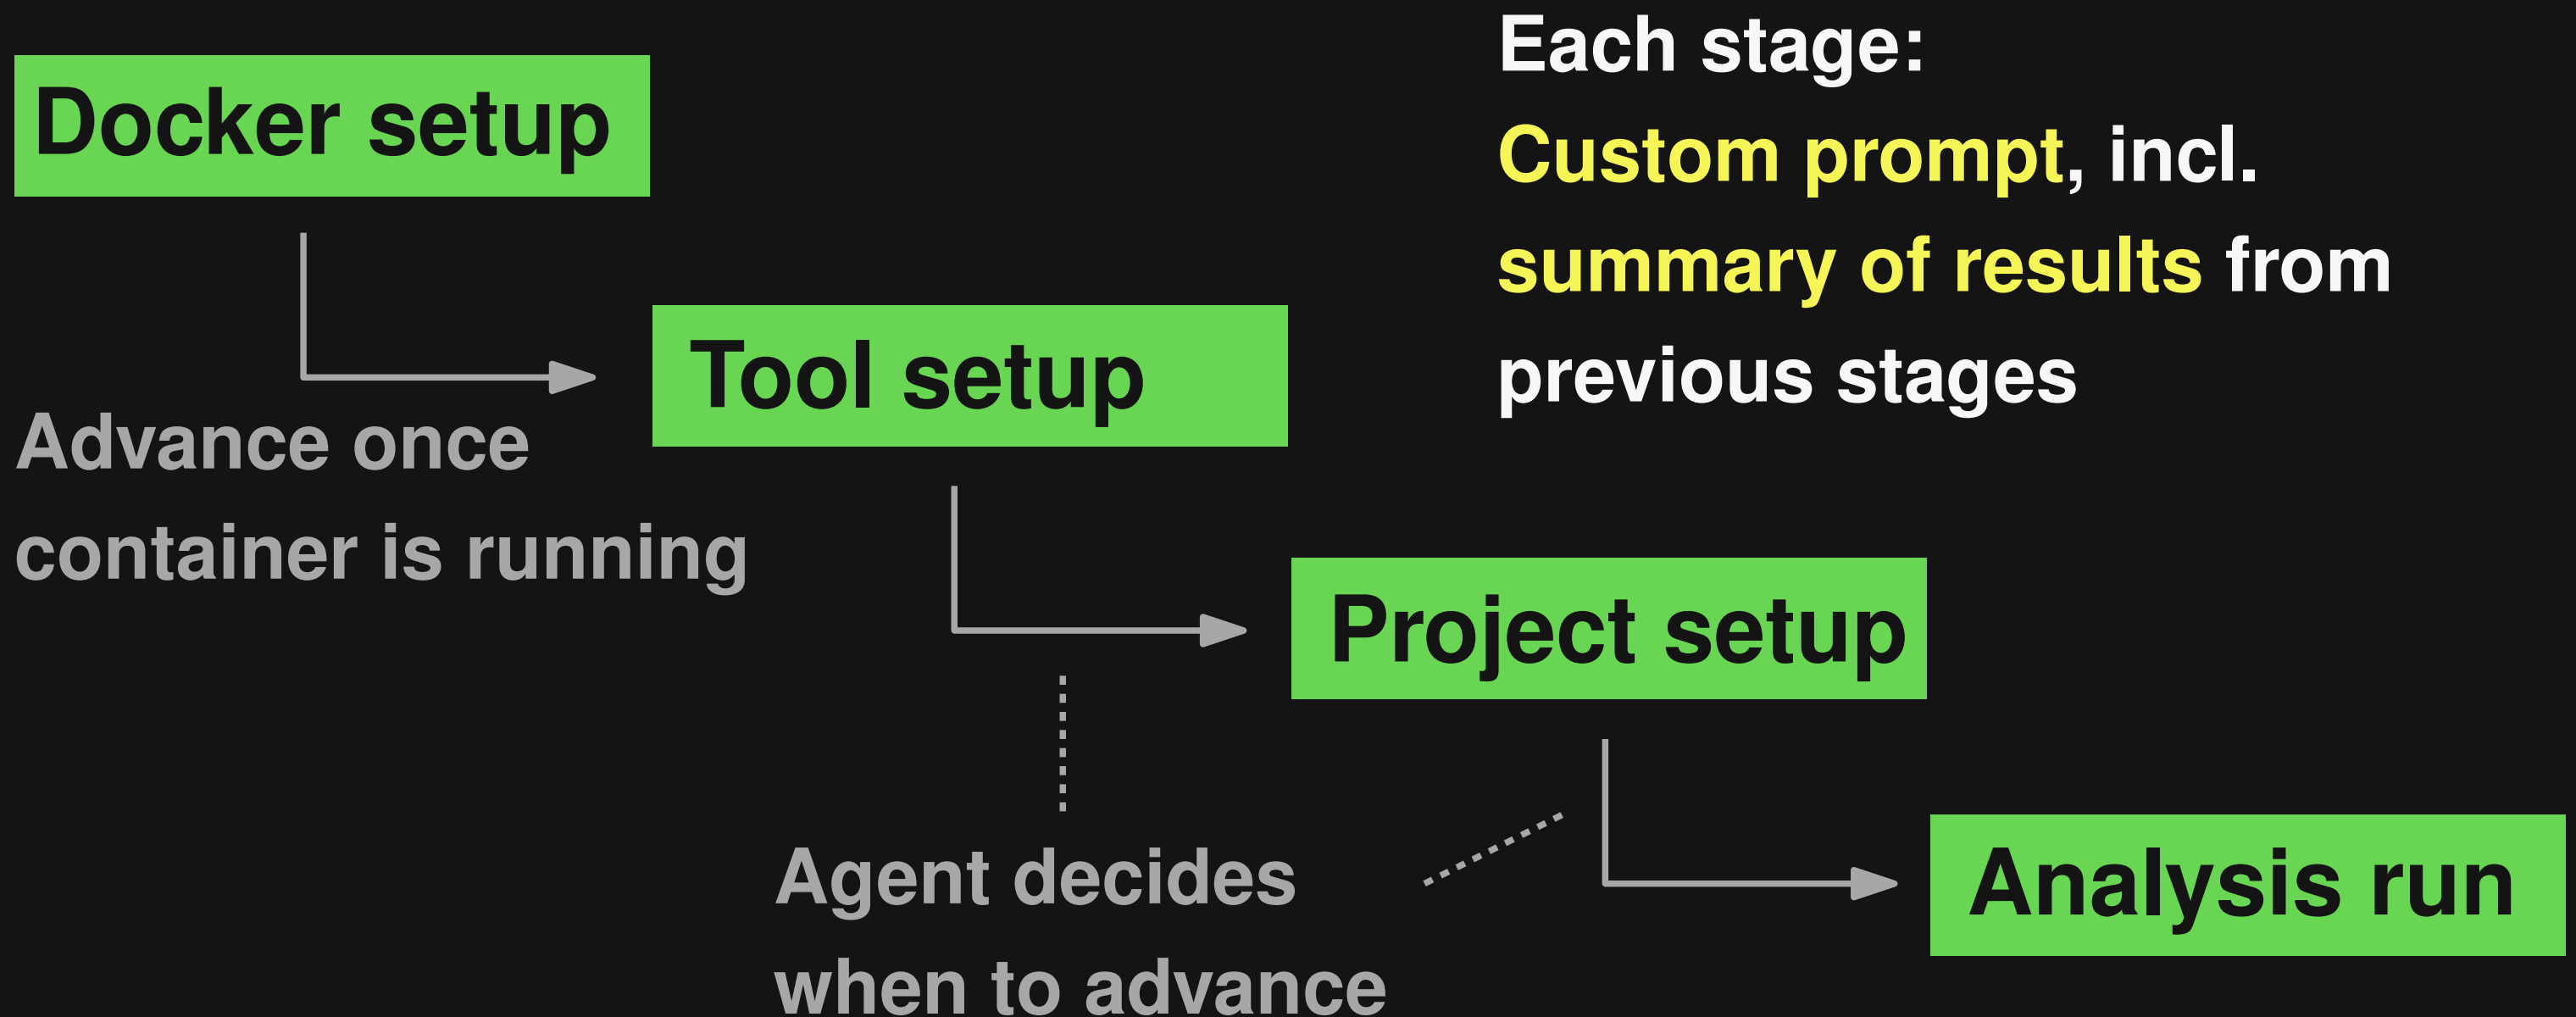 Docker setup
Each stage:
Custom prompt, incl.
summary of results from
previous stages
Tool setup
Advance once
container is running
Project setup
Agent decides
when to advance
Analysis run